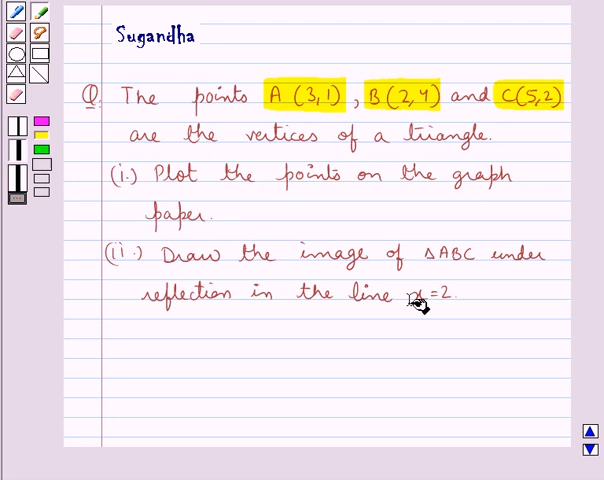 Sugandha
Q. The points A (3,1), B(2,4) and C(5,2)
are the vertices of a triangle.
(i.) Plot the points on the graph
paper.
(ii.) Draw the image of ΔABC under
reflection in the line =2.